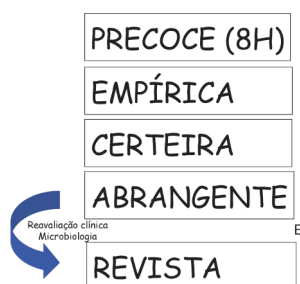 PRECOCE (8H)
EMPÍRICA
CERTEIRA
ABRANGENTE
Reavaliação clínica
Microbiologia
E
REVISTA